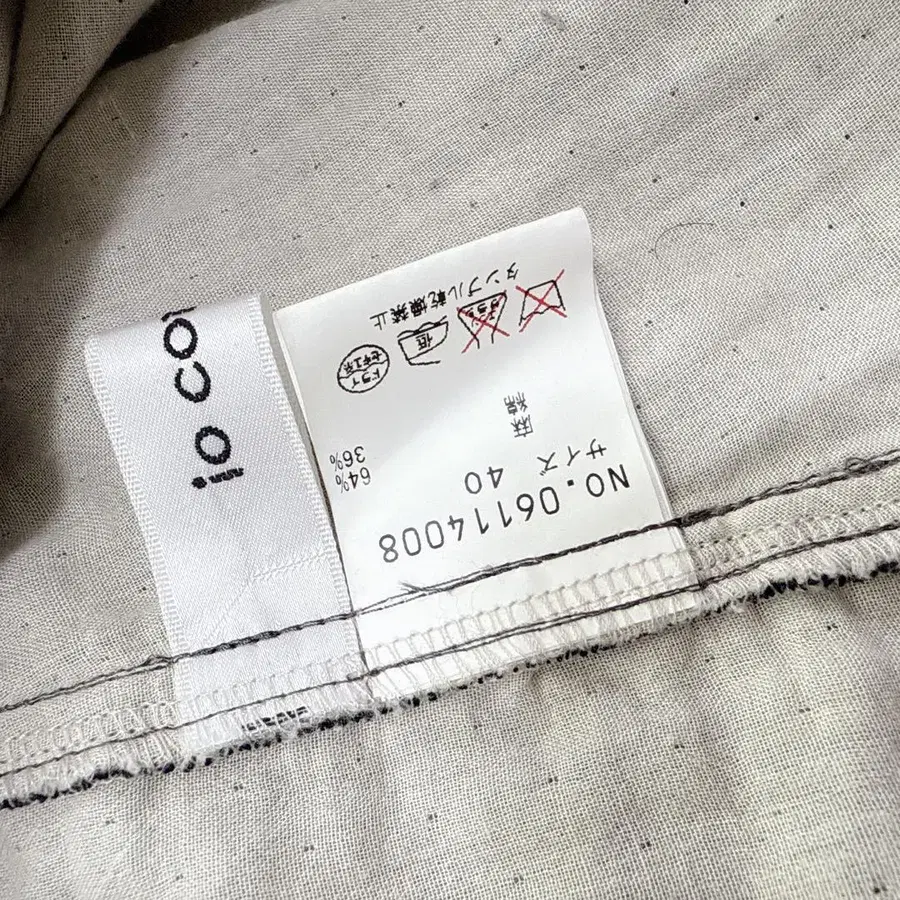 NO.06114008
サイズ 40
麻 64%
綿 36%
低
ドライ
セキユ系
タンブル乾燥禁止
io co